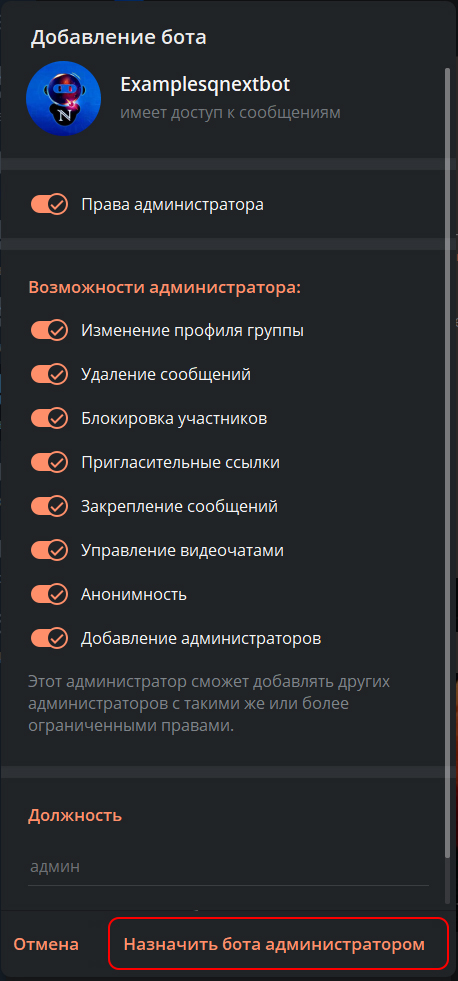 Добавление бота
Examplesqnextbot
имеет доступ к сообщениям
N
Права администратора
Возможности администратора:
Изменение профиля группы
Удаление сообщений
Блокировка участников
Пригласительные ссылки
Закрепление сообщений
Управление видеочатами
Анонимность
Добавление администраторов
Этот администратор сможет добавлять других
администраторов с такими же или более
ограниченными правами.
Должность
админ
Отмена Назначить бота администратором